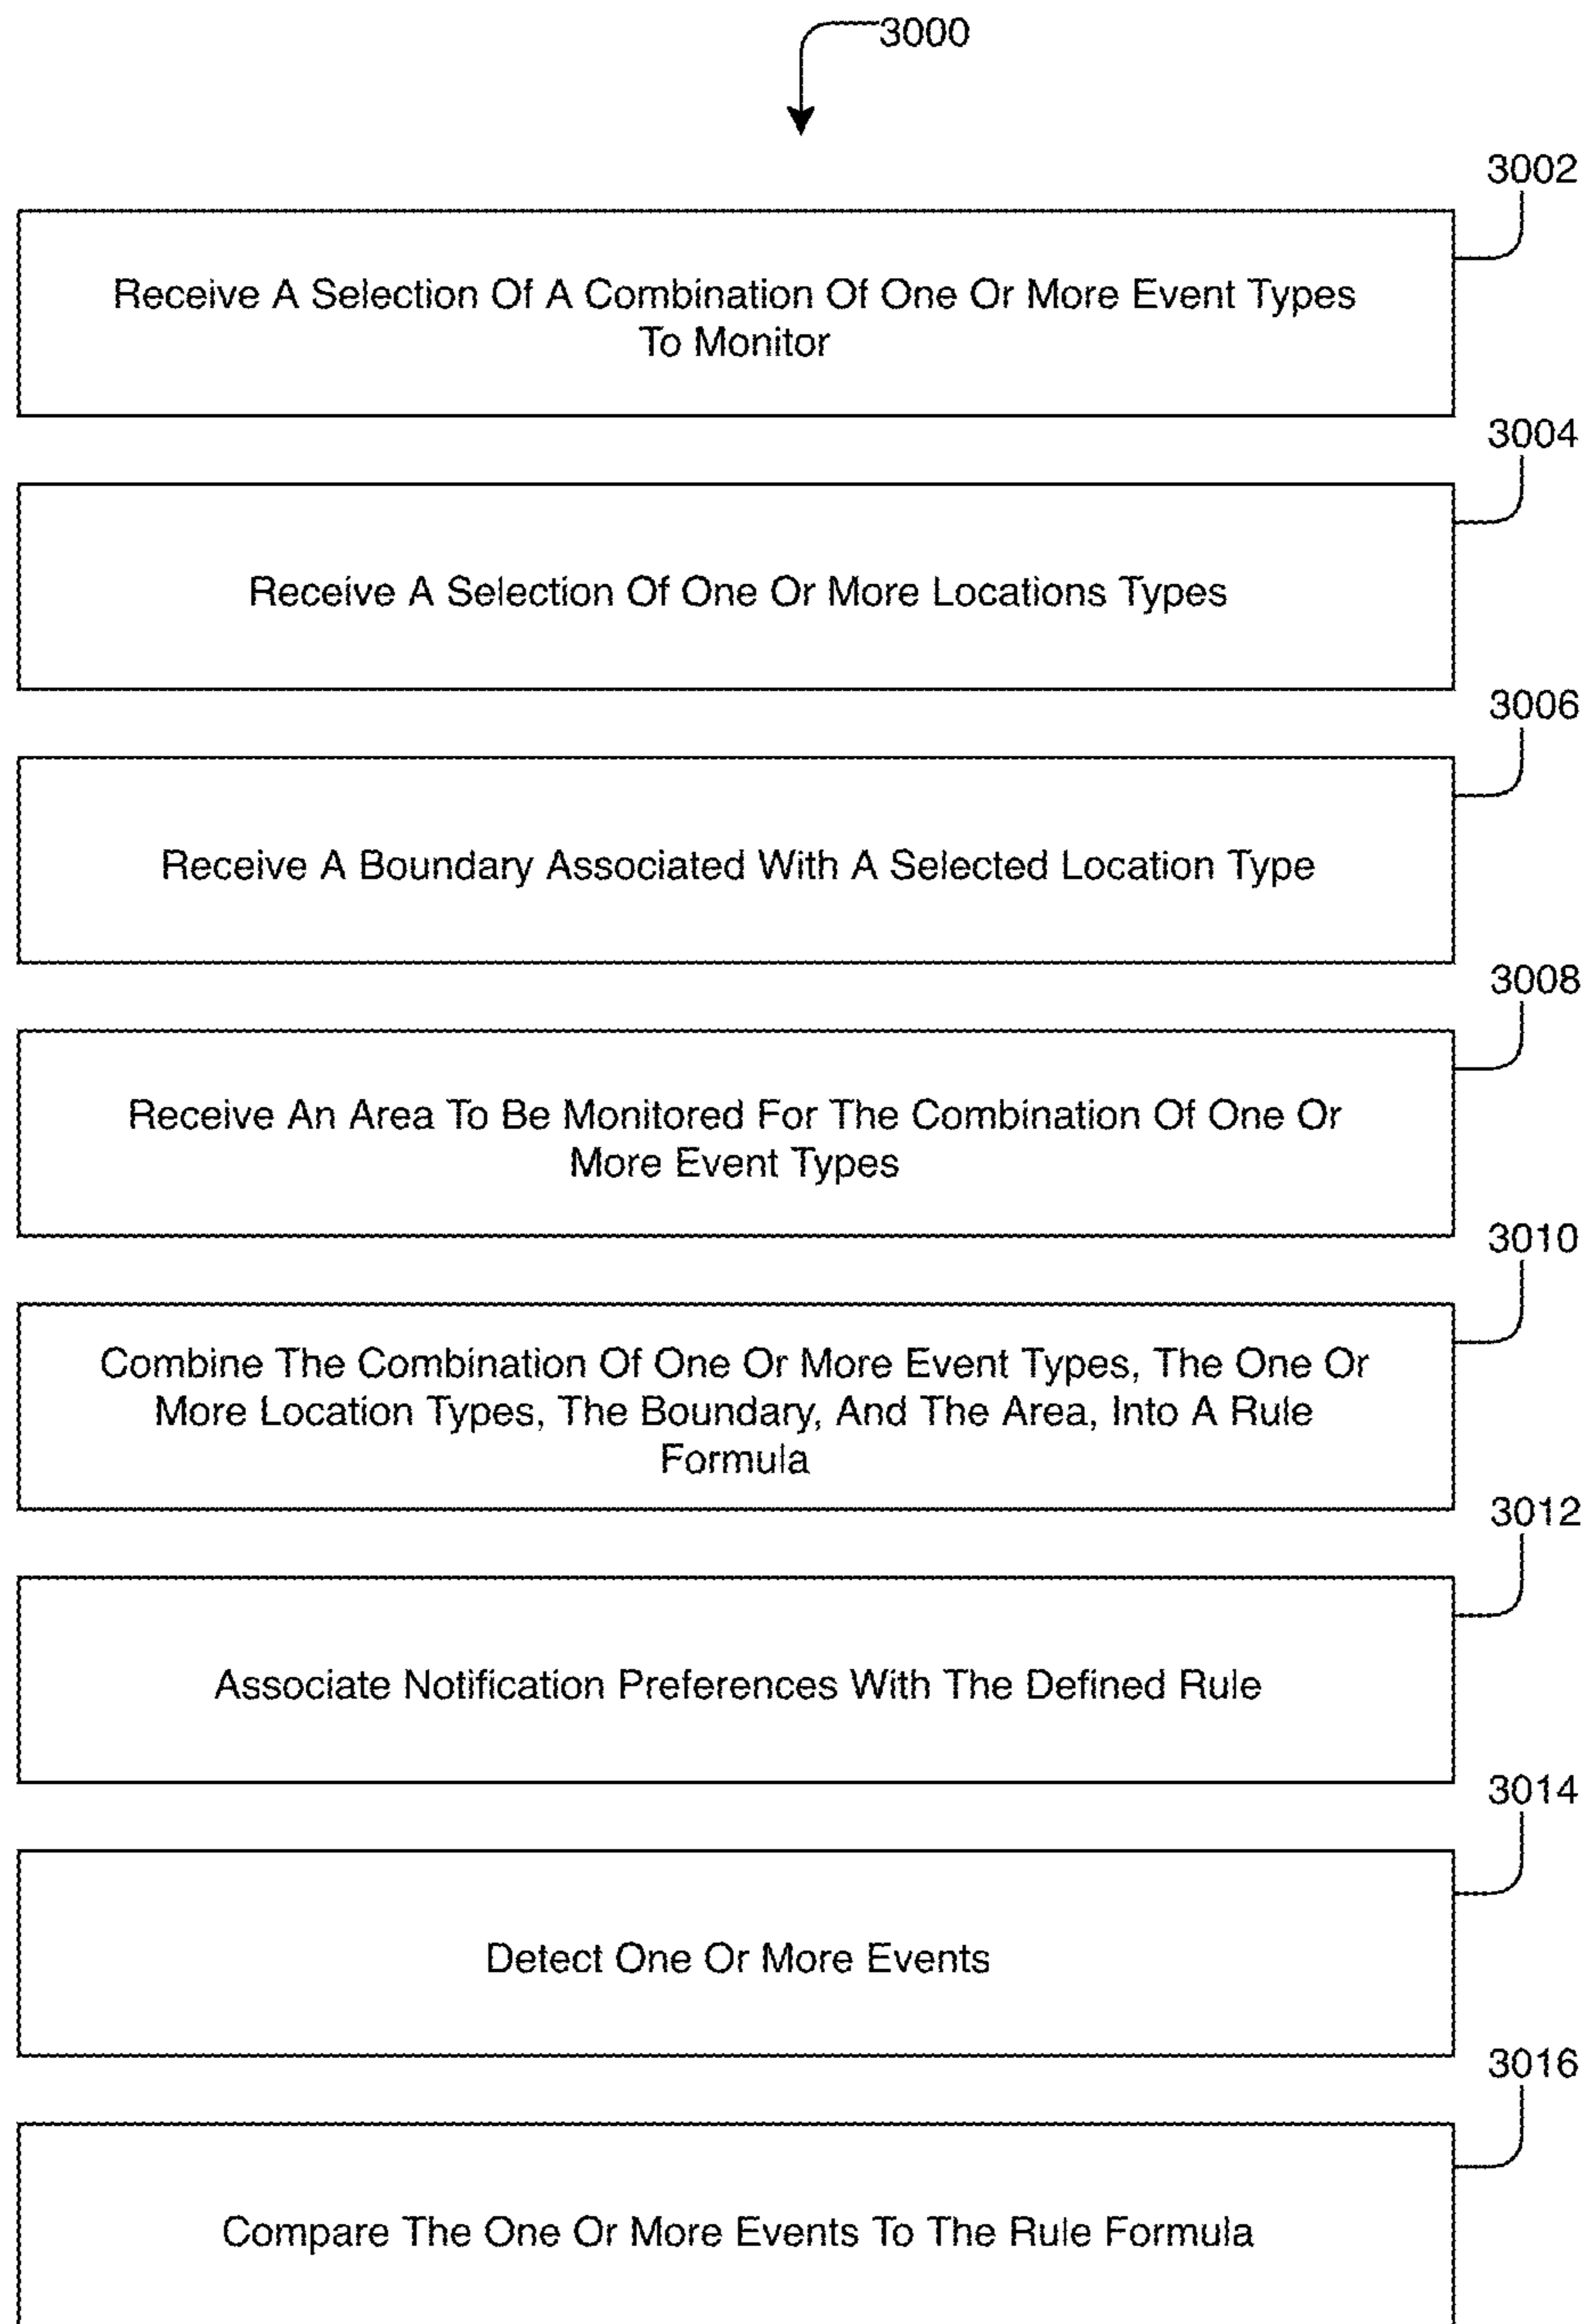 3000
3002
Receive A Selection Of A Combination Of One Or More Event Types
To Monitor
3004
Receive A Selection Of One Or More Locations Types
3006
Receive A Boundary Associated With A Selected Location Type
3008
Receive An Area To Be Monitored For The Combination Of One Or
More Event Types
3010
Combine The Combination Of One Or More Event Types, The One Or
More Location Types, The Boundary, And The Area, Into A Rule
Formula
3012
Associate Notification Preferences With The Defined Rule
3014
Detect One Or More Events
3016
Compare The One Or More Events To The Rule Formula